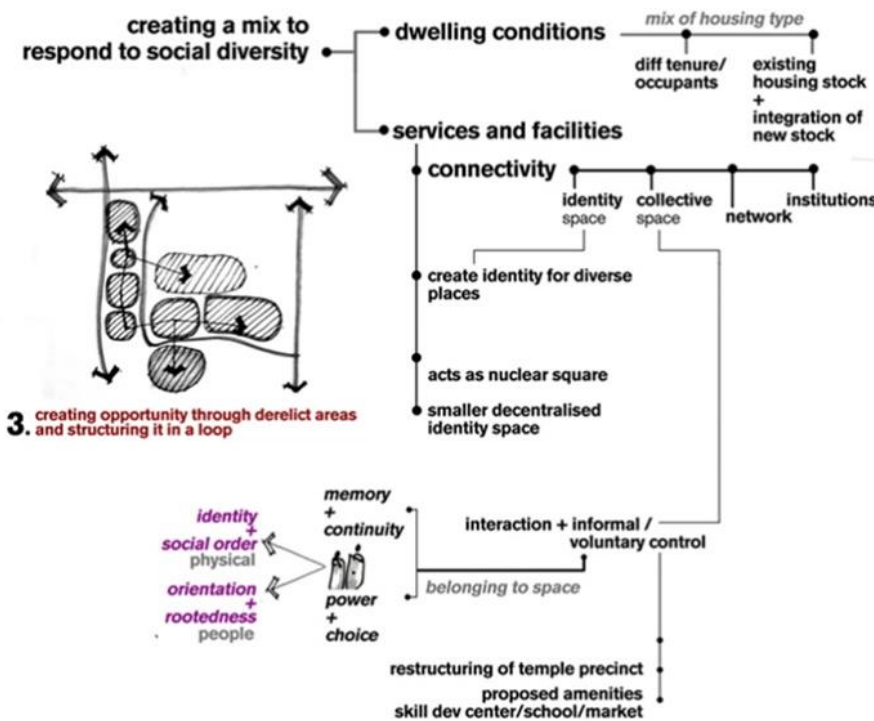 creating a mix to
respond to social diversity
dwelling conditions
mix of housing type
diff tenure/
occupants
existing
housing stock
+
integration of
new stock
services and facilities
connectivity
identity
space
collective
space
network
institutions
create identity for diverse
places
acts as nuclear square
smaller decentralised
identity space
3. creating opportunity through derelict areas
and structuring it in a loop
memory
+
continuity
identity
+
social order
physical
orientation
+
rootedness
people
power
+
choice
interaction + informal /
voluntary control
belonging to space
restructuring of temple precinct
proposed amenities
skill dev center/school/market